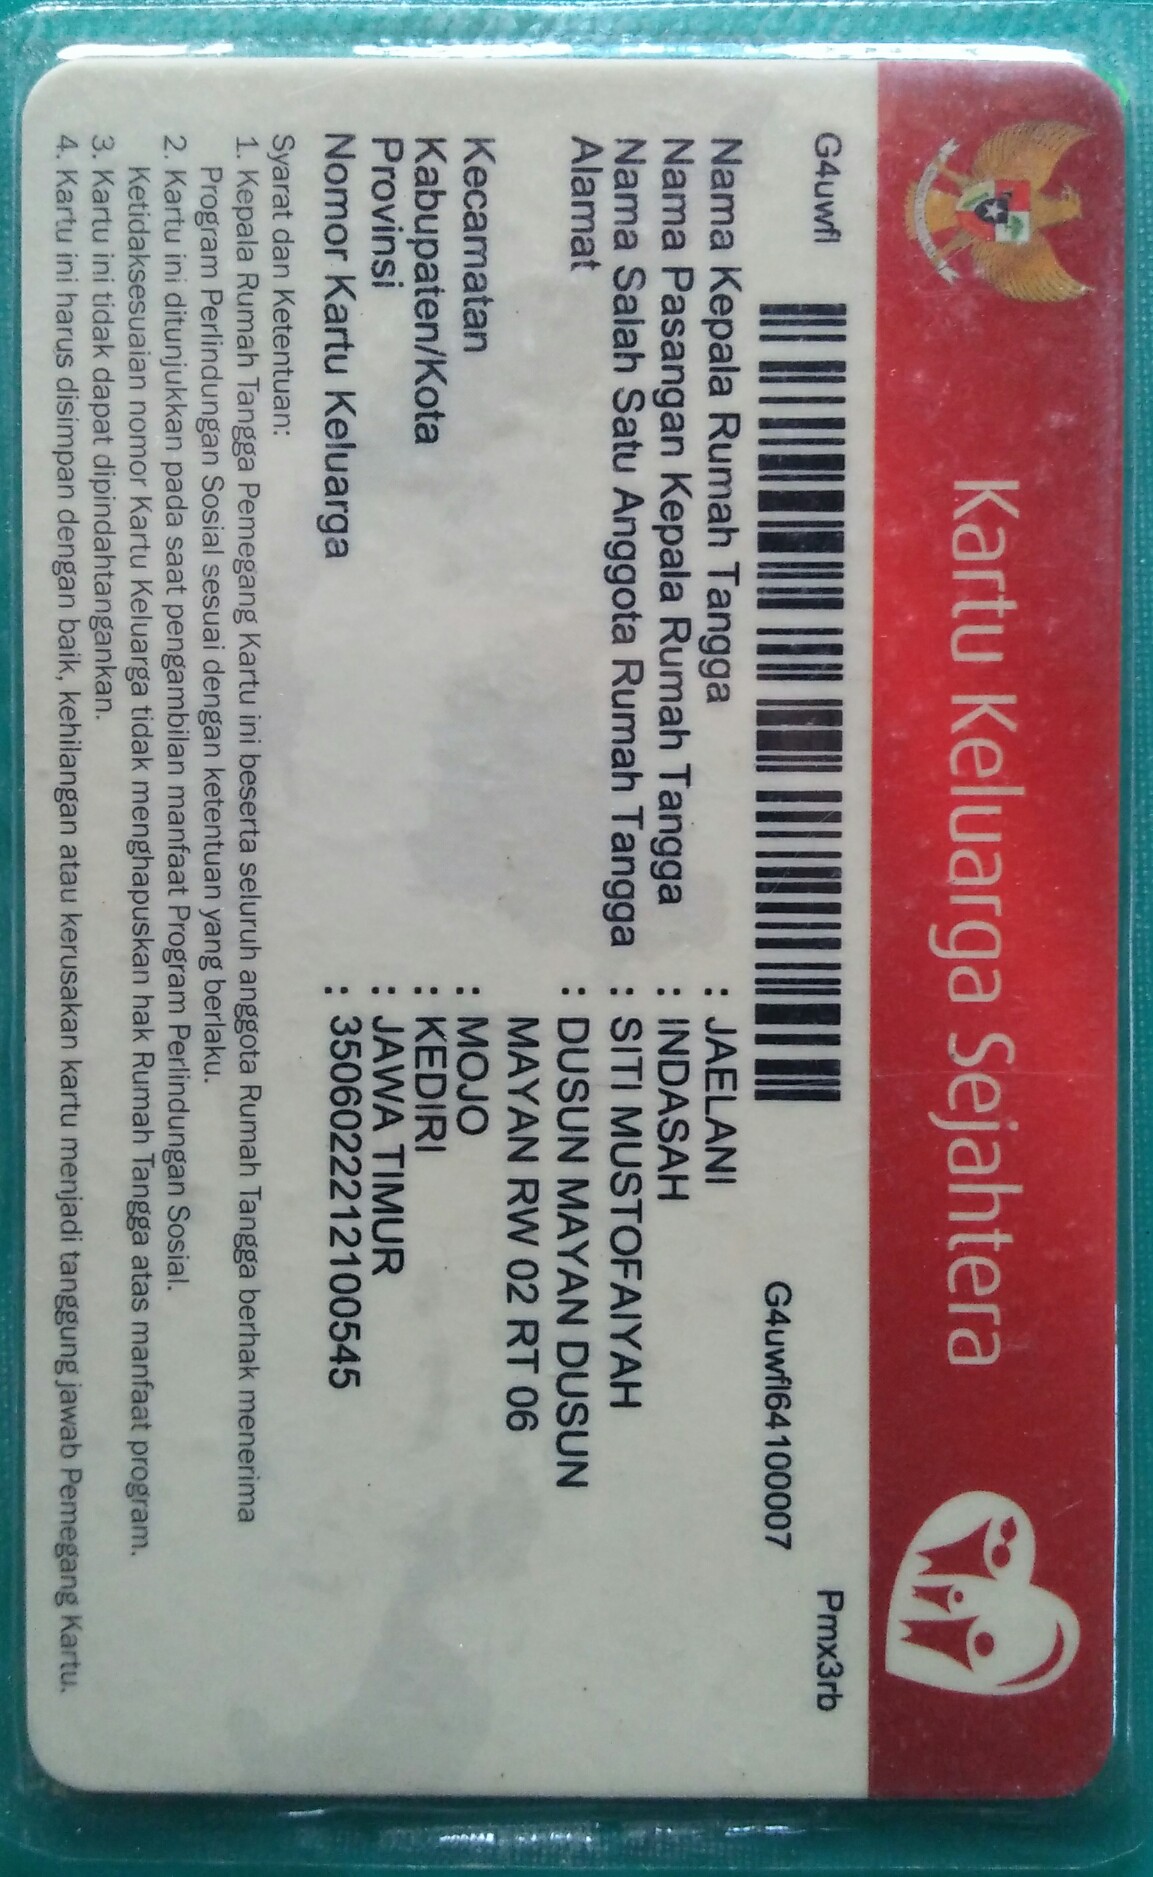 Kartu Keluarga Sejahtera
G4uwfl
Pmx3rb
G4uwfl64100007
Nama Kepala Rumah Tangga : JAELANI
Nama Pasangan Kepala Rumah Tangga : INDASAH
Nama Salah Satu Anggota Rumah Tangga : SITI MUSTOFAIYAH
Alamat : DUSUN MAYAN DUSUN
MAYAN RW 02 RT 06
Kecamatan : MOJO
Kabupaten/Kota : KEDIRI
Provinsi : JAWA TIMUR
Nomor Kartu Keluarga : 3506022212100545
Syarat dan Ketentuan:
1. Kepala Rumah Tangga Pemegang Kartu ini beserta seluruh anggota Rumah Tangga berhak menerima
Program Perlindungan Sosial sesuai dengan ketentuan yang berlaku.
2. Kartu ini ditunjukkan pada saat pengambilan manfaat Program Perlindungan Sosial.
Ketidaksesuaian nomor Kartu Keluarga tidak menghapuskan hak Rumah Tangga atas manfaat program.
3. Kartu ini tidak dapat dipindahtangankan.
4. Kartu ini harus disimpan dengan baik, kehilangan atau kerusakan kartu menjadi tanggung jawab Pemegang Kartu.